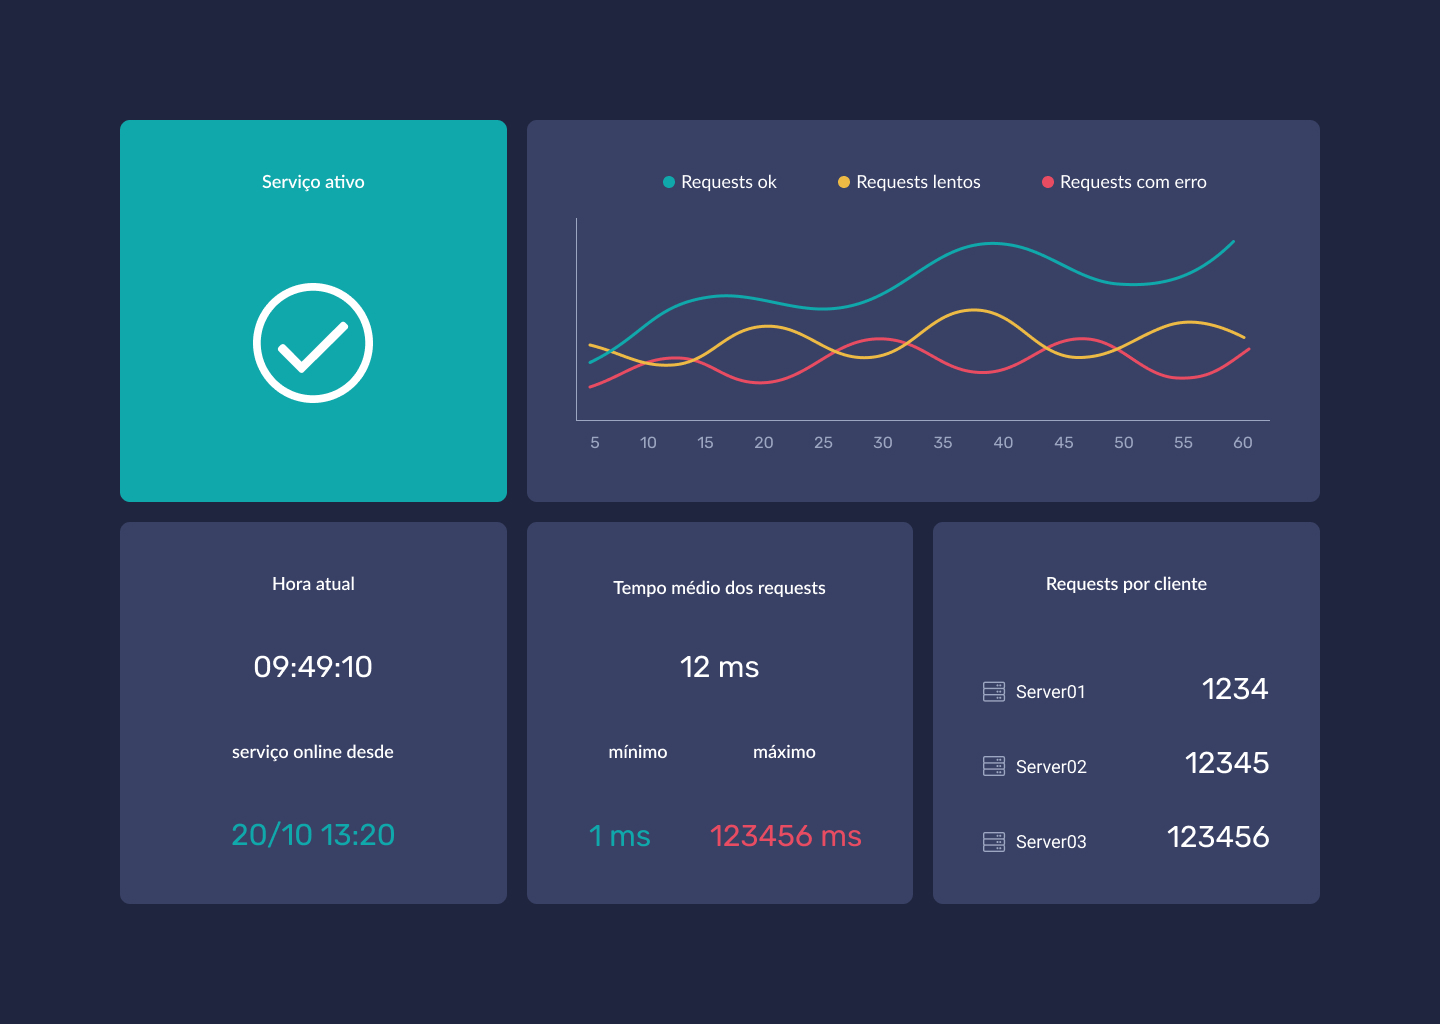 Serviço ativo
Requests ok Requests lentos Requests com erro
5 10 15 20 25 30 35 40 45 50 55 60
Hora atual
09:49:10
serviço online desde
20/10 13:20
Tempo médio dos requests
12 ms
mínimo máximo
1 ms 123456 ms
Requests por cliente
Server01 1234
Server02 12345
Server03 123456